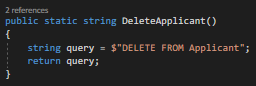 2 references
public static string DeleteApplicant()
{
    string query = $"DELETE FROM Applicant";
    return query;
}